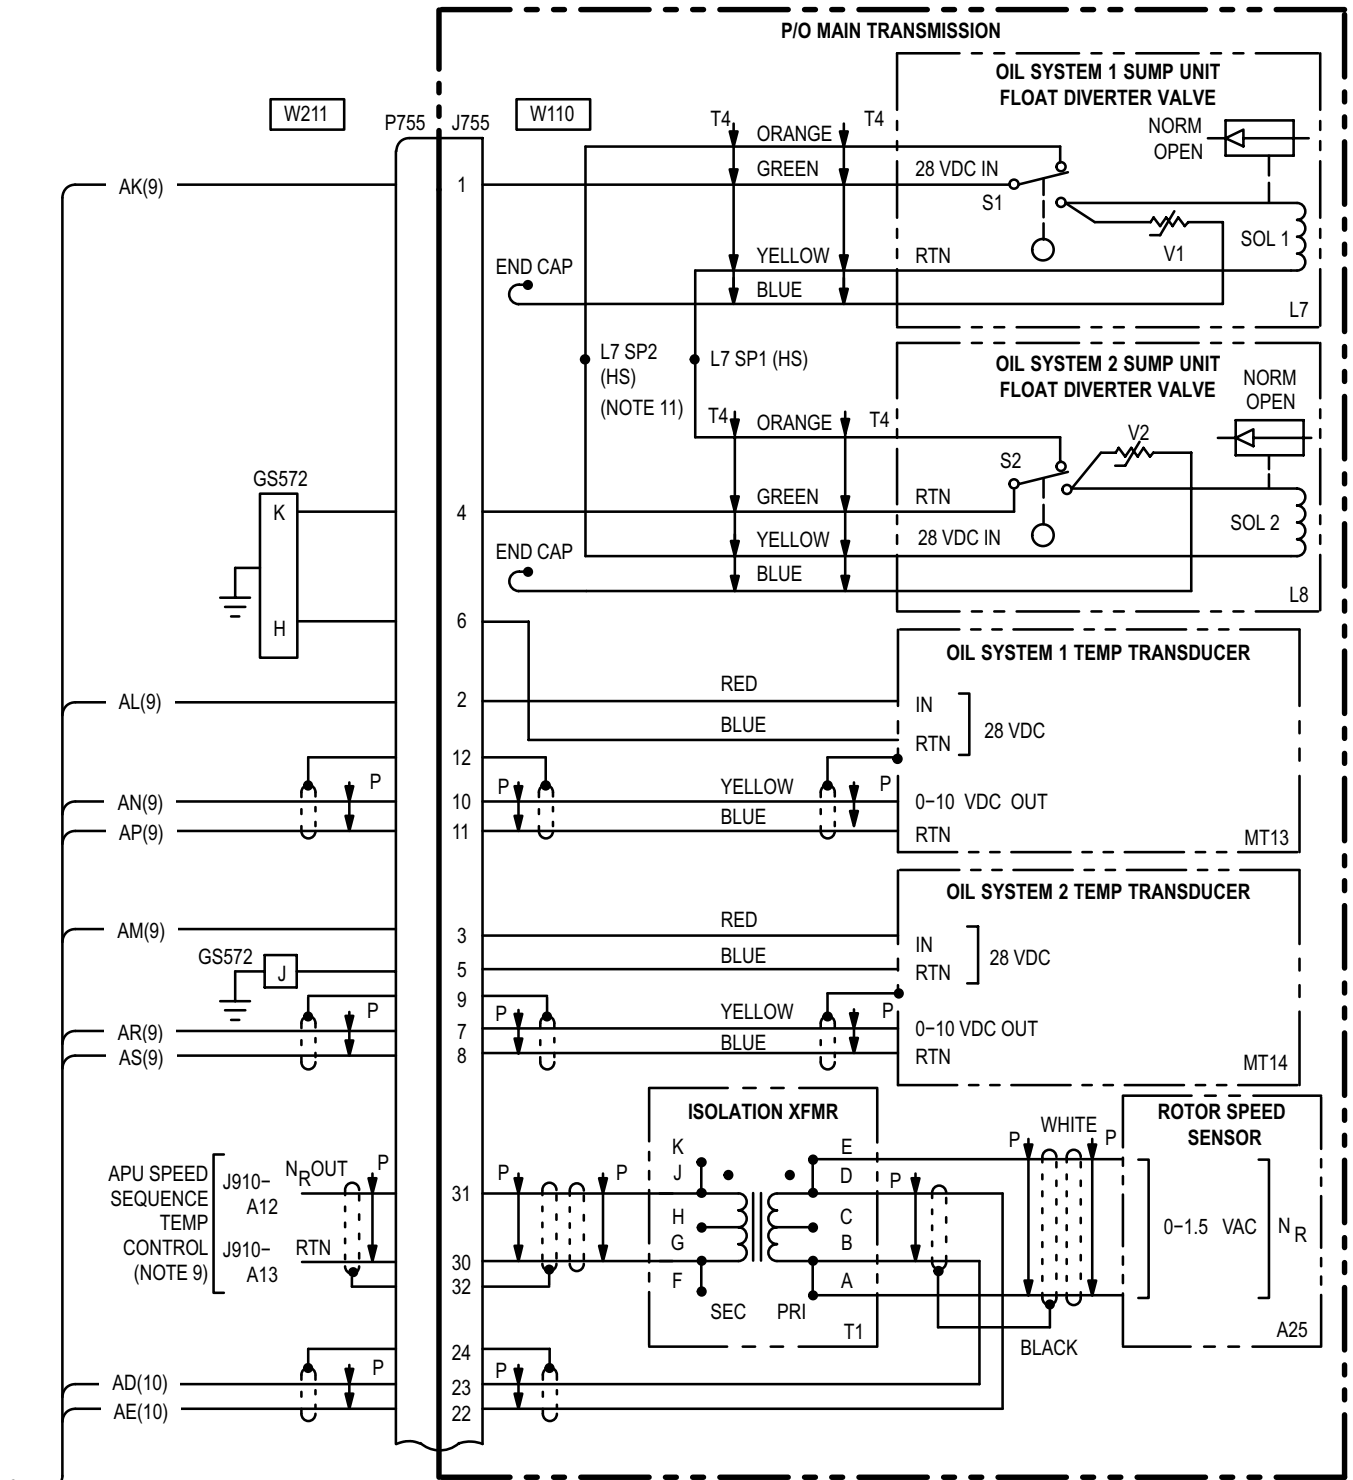 P/O MAIN TRANSMISSION
W211
P755
J755
W110
OIL SYSTEM 1 SUMP UNIT
FLOAT DIVERTER VALVE
NORM
OPEN
T4
ORANGE
T4
GREEN
28 VDC IN
S1
AK(9)
1
YELLOW
RTN
V1
SOL 1
END CAP
BLUE
L7
L7 SP2
(HS)
(NOTE 11)
L7 SP1 (HS)
OIL SYSTEM 2 SUMP UNIT
FLOAT DIVERTER VALVE
NORM
OPEN
T4
ORANGE
T4
V2
S2
GS572
K
4
GREEN
RTN
SOL 2
YELLOW
28 VDC IN
END CAP
BLUE
L8
H
6
OIL SYSTEM 1 TEMP TRANSDUCER
AL(9)
2
RED
IN
BLUE
RTN
28 VDC
12
P
P
P
AN(9)
10
YELLOW
0−10 VDC OUT
AP(9)
11
BLUE
RTN
MT13
OIL SYSTEM 2 TEMP TRANSDUCER
AM(9)
3
RED
IN
GS572
J
5
BLUE
RTN
28 VDC
9
P
P
P
AR(9)
7
YELLOW
0−10 VDC OUT
AS(9)
8
BLUE
RTN
MT14
ISOLATION XFMR
ROTOR SPEED
SENSOR
WHITE
P
P
K
E
APU SPEED
SEQUENCE
TEMP
CONTROL
(NOTE 9)
J910−
A12
NROUT
P
31
P
P
J
D
P
H
C
0−1.5 VAC
NR
J910−
A13
RTN
30
G
B
32
F
A
SEC
PRI
T1
BLACK
A25
24
P
P
AD(10)
23
AE(10)
22